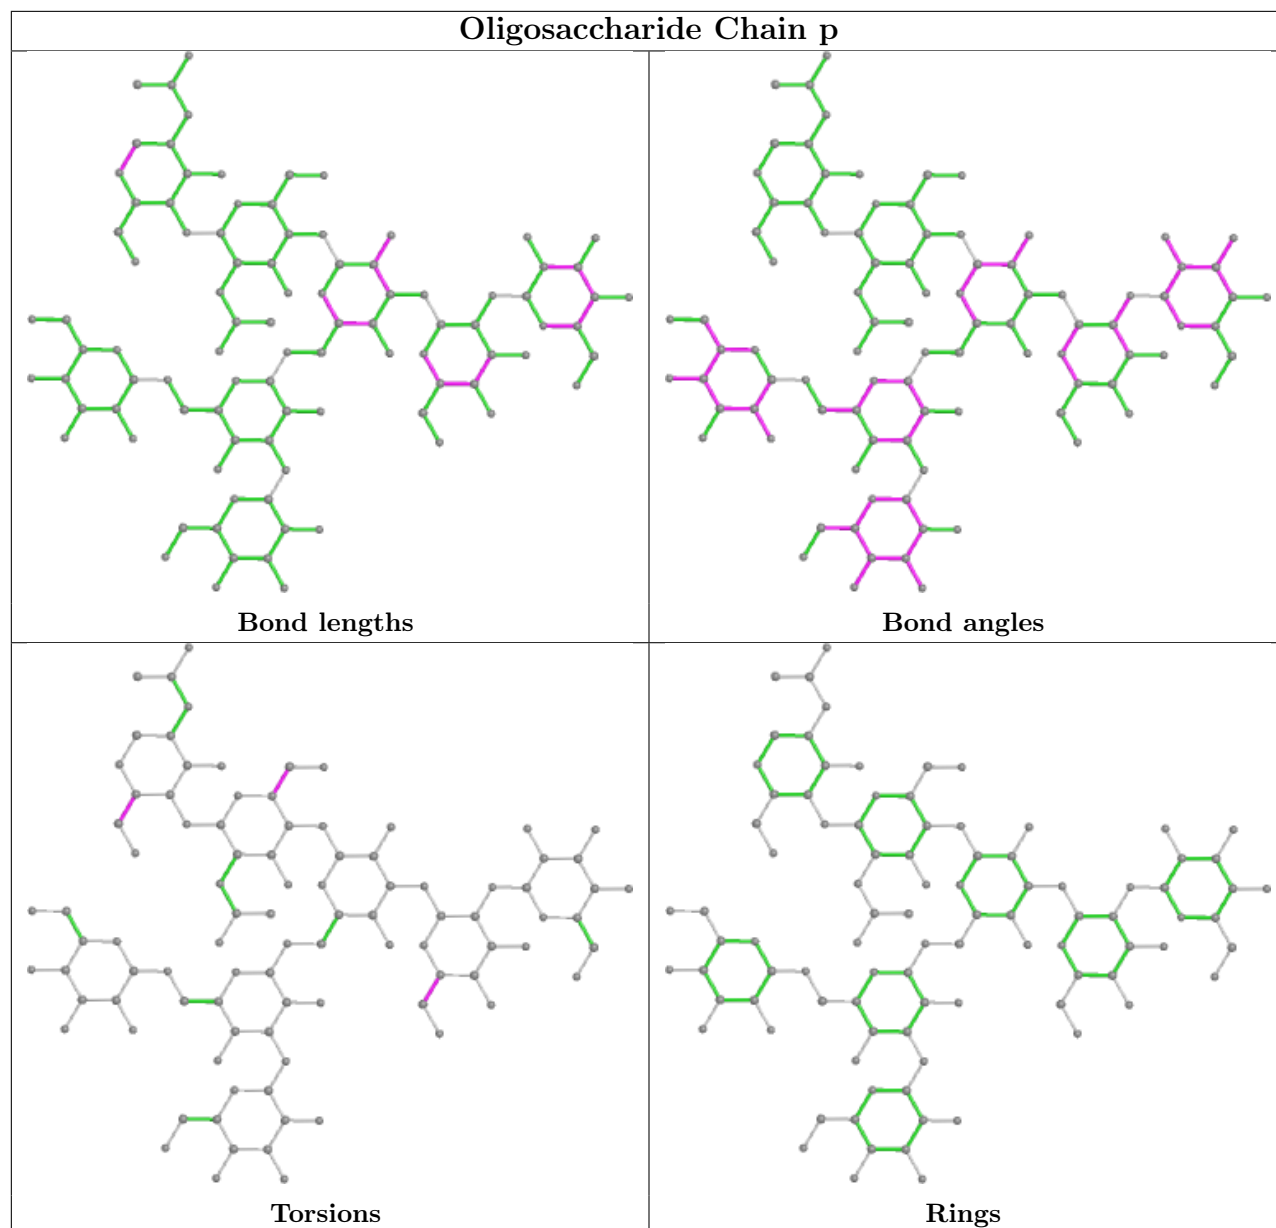 Oligosaccharide Chain p
Bond lengths
Bond angles
Torsions
Rings